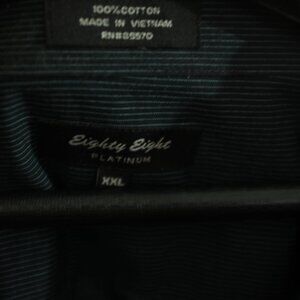 100%COTTON
MADE IN VIETNAM
RN#85570
Eighty Eight
PLATINUM
XXL